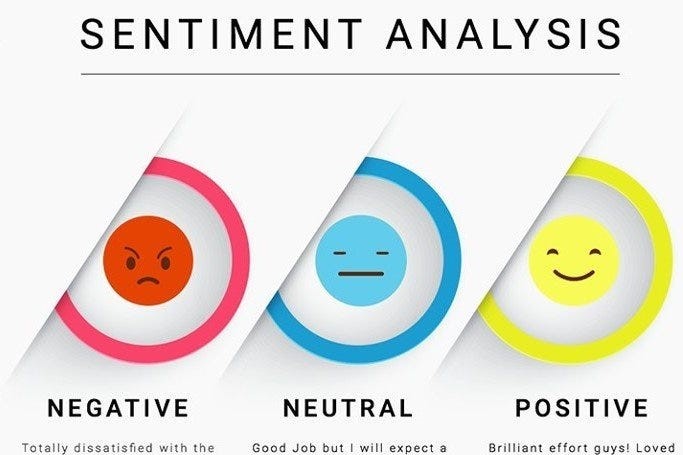 SENTIMENT ANALYSIS
NEGATIVE
NEUTRAL
POSITIVE
Totally dissatisfied with the
Good Job but I will expect a
Brilliant effort guys! Loved